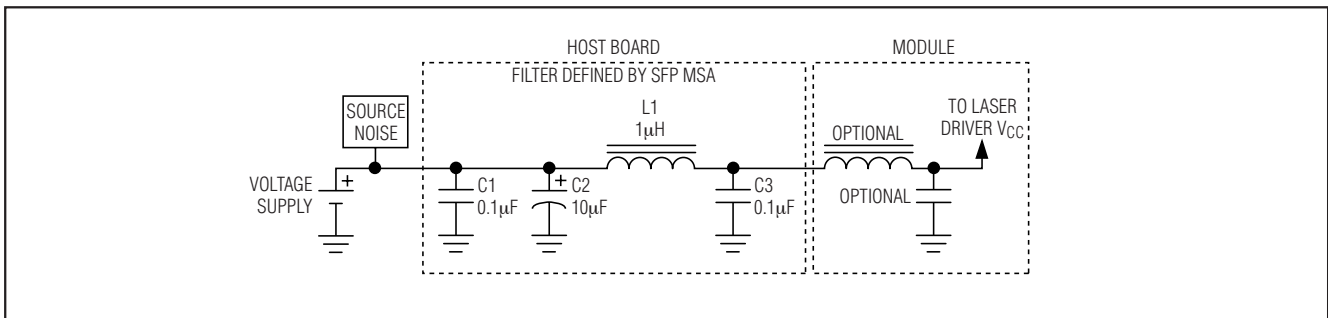 HOST BOARD
FILTER DEFINED BY SFP MSA
MODULE
SOURCE
NOISE
L1
1μH
OPTIONAL
TO LASER
DRIVER VCC
VOLTAGE
SUPPLY
+
C1
0.1μF
+
C2
10μF
C3
0.1μF
OPTIONAL